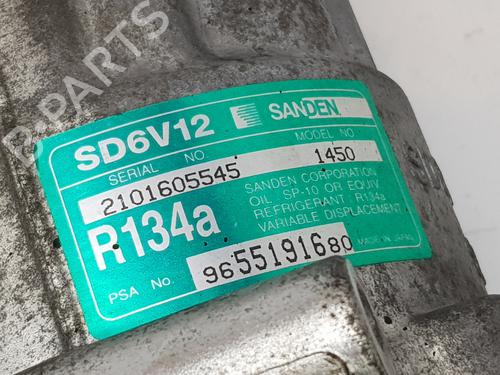 B-PARTS
SD6V12 SANDEN
SERIAL NO. MODEL NO
2101605545 1450
R134a
SANDEN CORPORATION
OIL SP-10 OR EQUIV
REFRIGERANT R134a
VARIABLE DISPLACEMENT
PSA No. 9655191680 MADE IN JAPAN